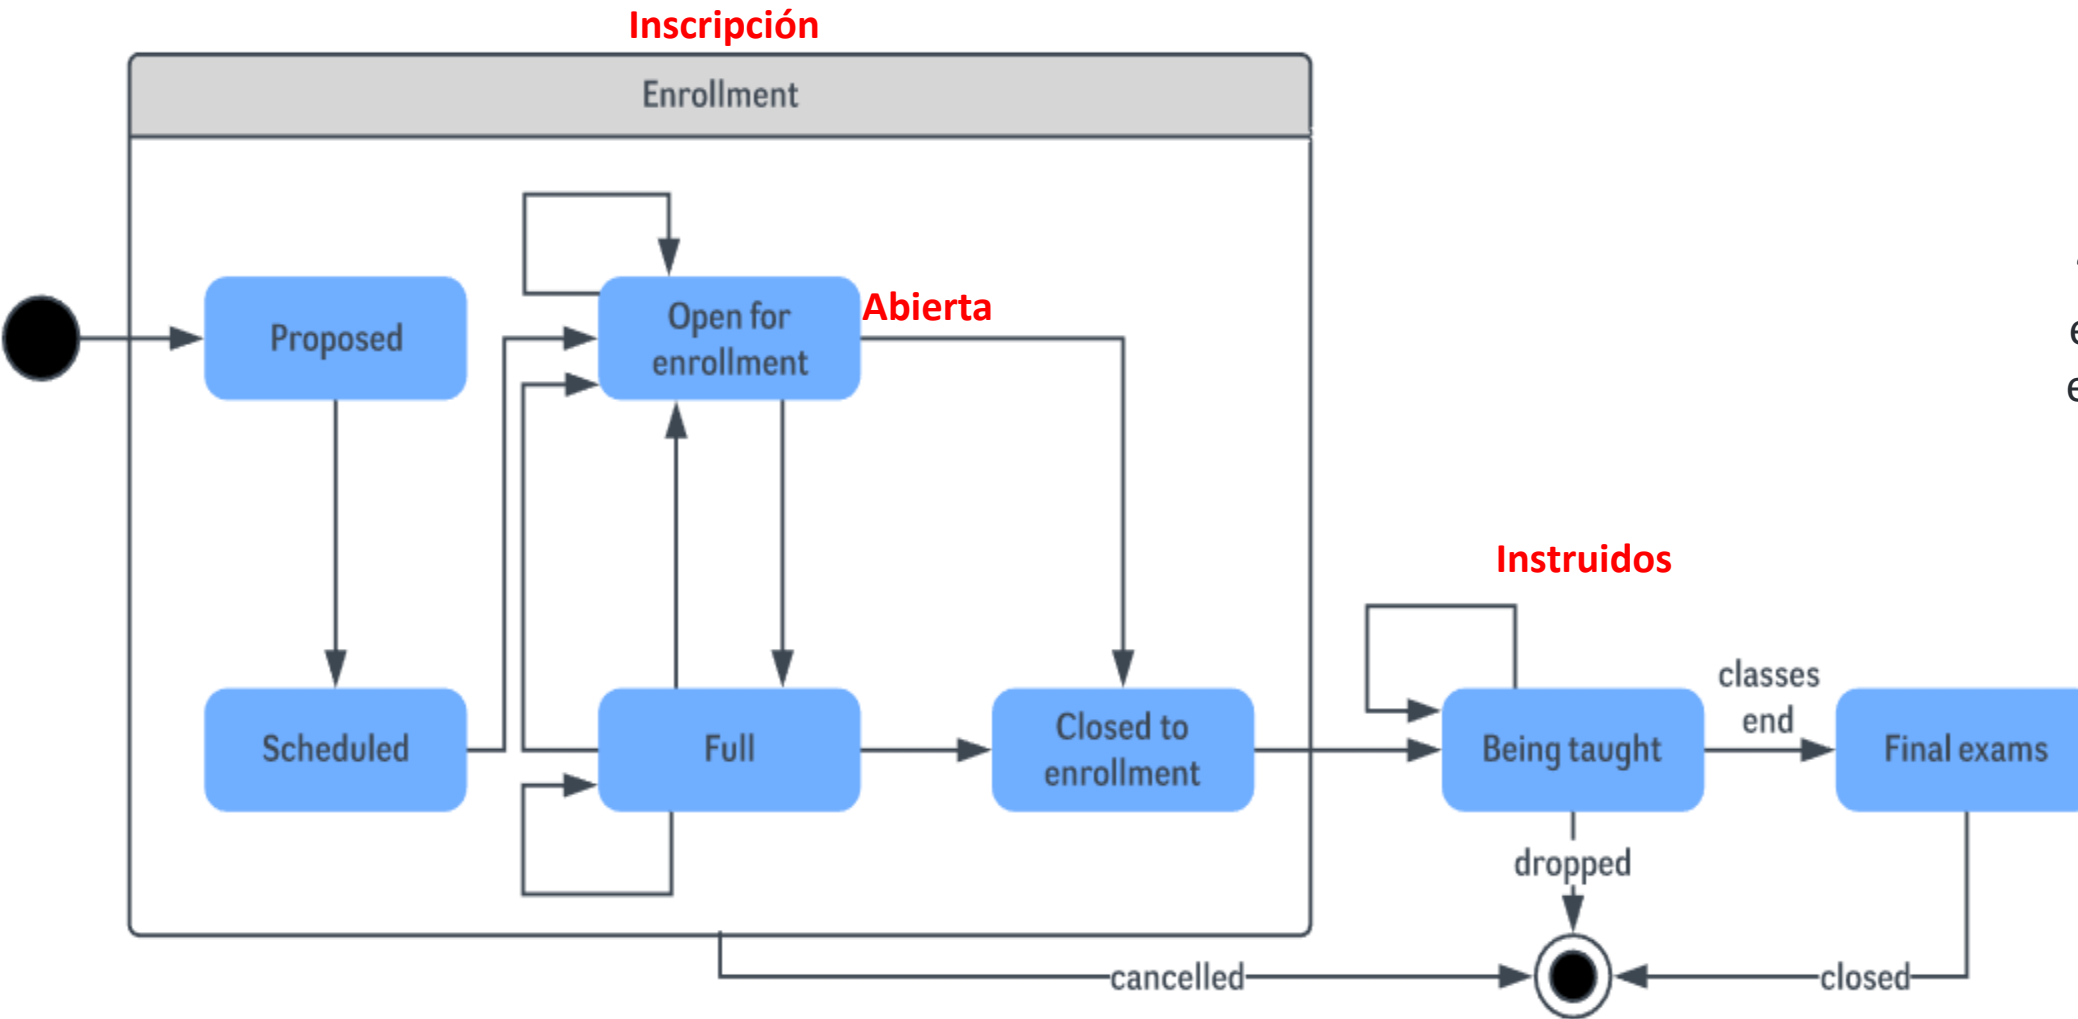 Inscripción
Enrollment
Open for
enrollment
Abierta
Proposed
Instruidos
classes
end
Scheduled
Full
Closed to
enrollment
Being taught
Final exams
dropped
cancelled
closed